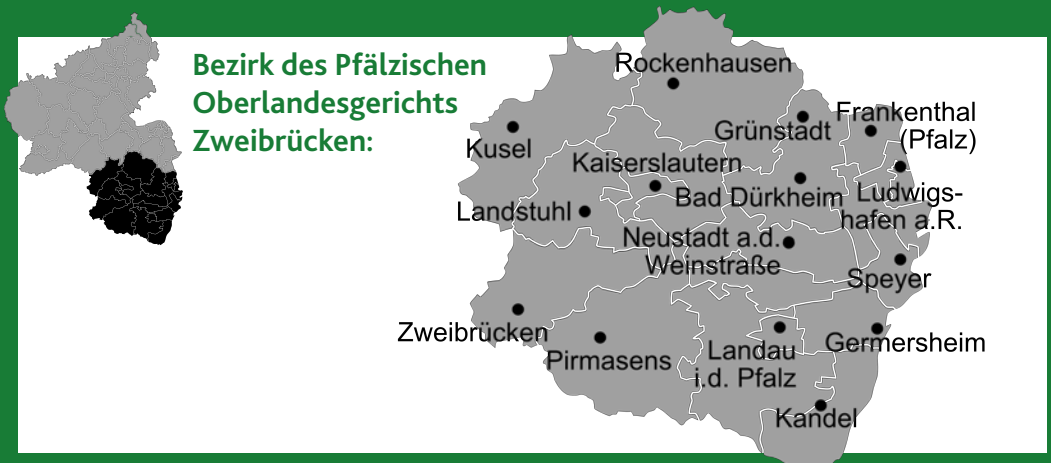 Bezirk des Pfälzischen
Oberlandesgerichts
Zweibrücken:
Rockenhausen
Frankenthal
(Pfalz)
Grünstadt
Kusel
Kaiserslautern
Bad Dürkheim
Ludwigs-
hafen a.R.
Landstuhl
Neustadt a.d.
Weinstraße
Speyer
Zweibrücken
Pirmasens
Landau
i.d. Pfalz
Germersheim
Kandel